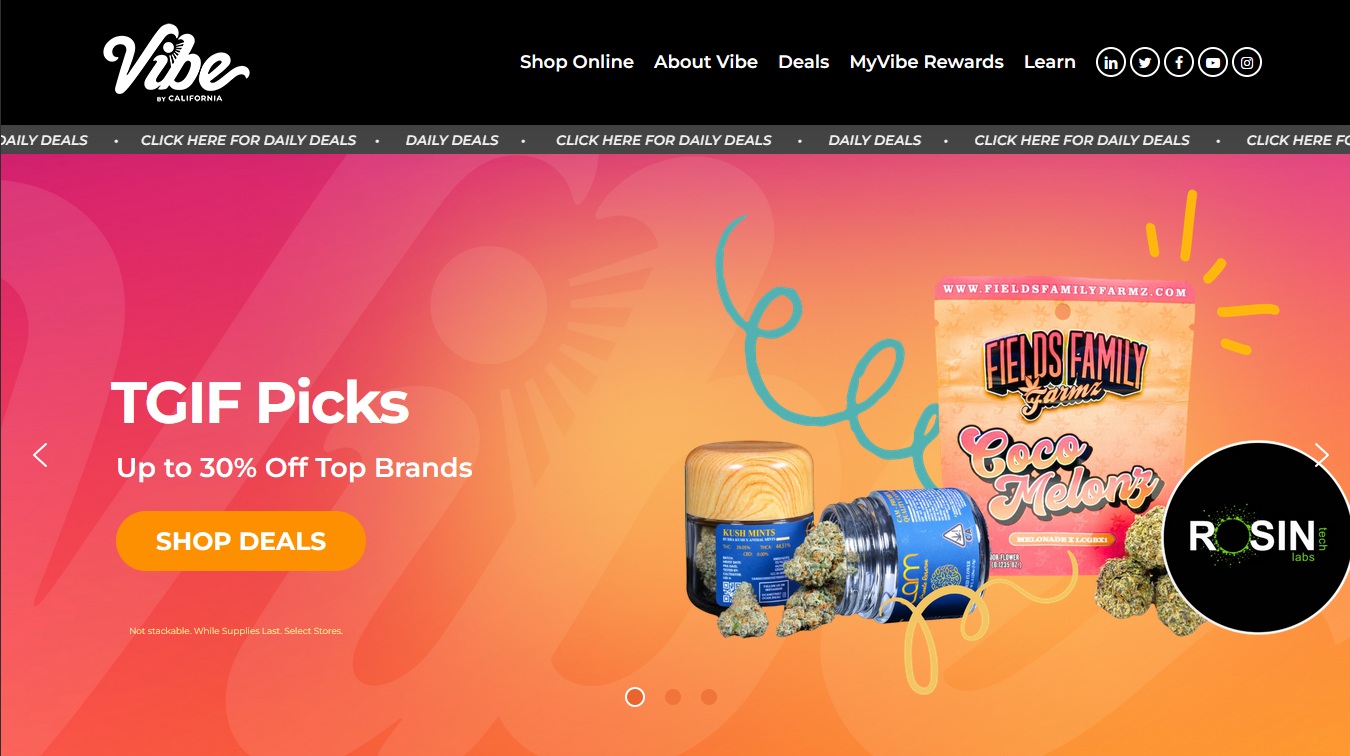 Vibe
BY CALIFORNIA
Shop Online About Vibe Deals MyVibe Rewards Learn
DAILY DEALS • CLICK HERE FOR DAILY DEALS • DAILY DEALS • CLICK HERE FOR DAILY DEALS • DAILY DEALS • CLICK HERE FOR DAILY DEALS • CLICK HERE FO
TGIF Picks
Up to 30% Off Top Brands
SHOP DEALS
Not stackable. While Supplies Last. Select Stores.
WWW.FIELDSFAMILYFARMZ.COM
FIELDS FAMILY
Farmz
Coco
Melonz
MELONADE X LCGBX1
KUSH MINTS
ROSIN
tech
labs